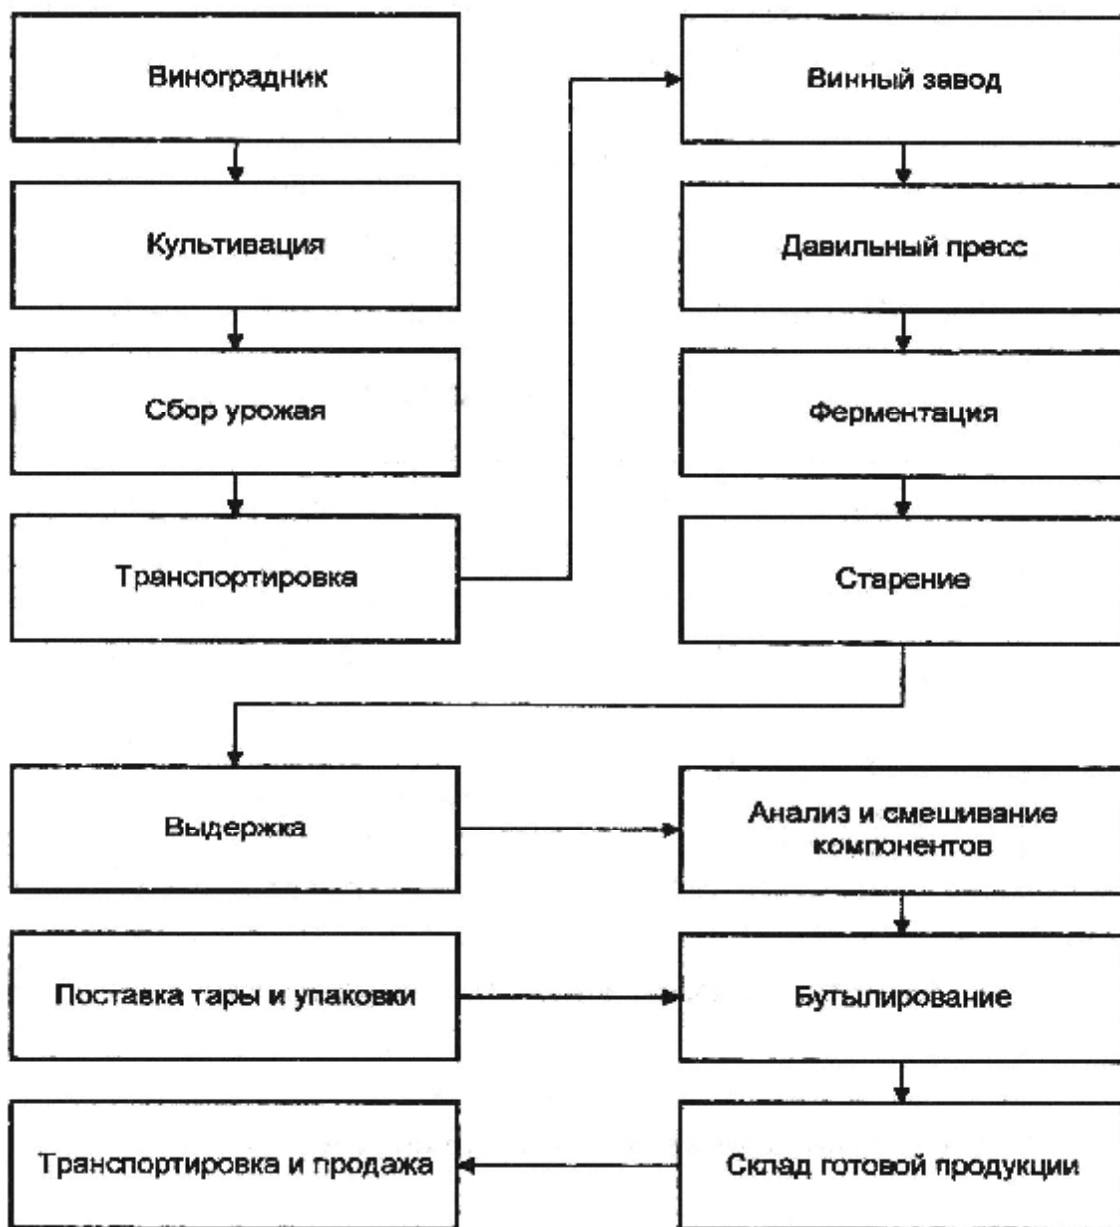 Виноградник
Культивация
Сбор урожая
Транспортировка
Винный завод
Давильный пресс
Ферментация
Старение
Выдержка
Анализ и смешивание
компонентов
Поставка тары и упаковки
Бутылирование
Склад готовой продукции
Транспортировка и продажа